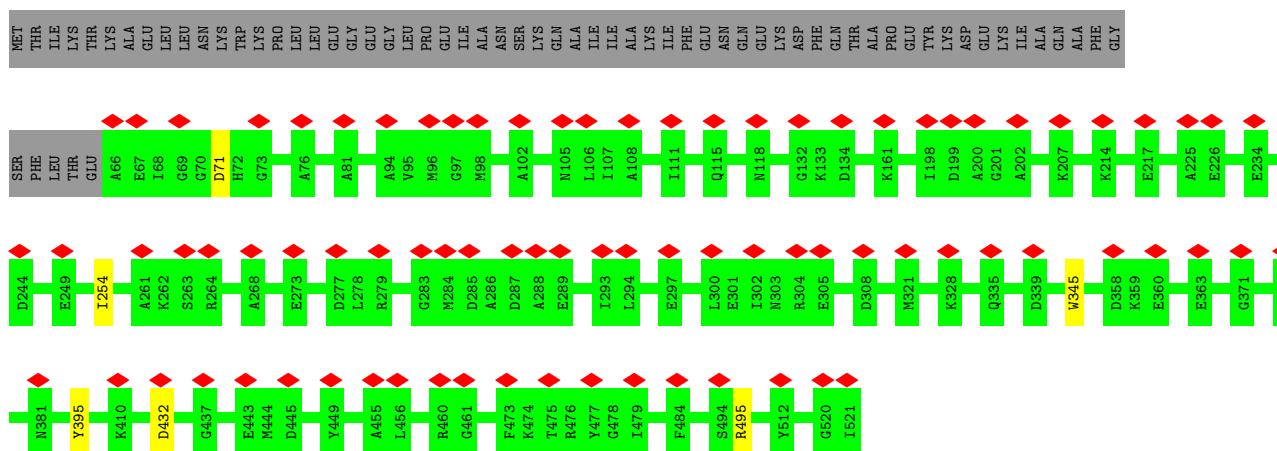 MET THR ILE LYS THR LYS ALA GLU LEU LEU ASN LYS TRP LYS PRO LEU LEU GLU GLY GLU GLY LEU PRO GLU ILE ALA ASN SER LYS GLN ALA ILE ILE ALA LYS ILE PHE GLU ASN GLN GLU LYS ASP PHE GLN THR ALA PRO GLU TYR LYS ASP GLU LYS ILE ALA GLN ALA PHE GLY
SER PHE LEU THR GLU A66 E67 I68 G69 G70 D71 H72 G73 A76 A81 A94 V95 M96 G97 M98 A102 N105 L106 I107 A108 I111 Q115 N118 G132 K133 D134 K161 I198 D199 A200 G201 A202 K207 K214 E217 A225 E226 E234
D244 E249 I254 A261 K262 S263 R264 A268 E273 D277 L278 R279 G283 M284 D285 A286 D287 A288 E289 I293 L294 E297 L300 E301 I302 N303 R304 E305 D308 M321 K328 Q335 D339 W345 D358 K359 E360 E363 G371
N381 Y395 K410 D432 G437 E443 M444 D445 Y449 A455 L456 R460 G461 F473 K474 T475 R476 Y477 G478 I479 F484 S494 R495 Y512 G520 I521